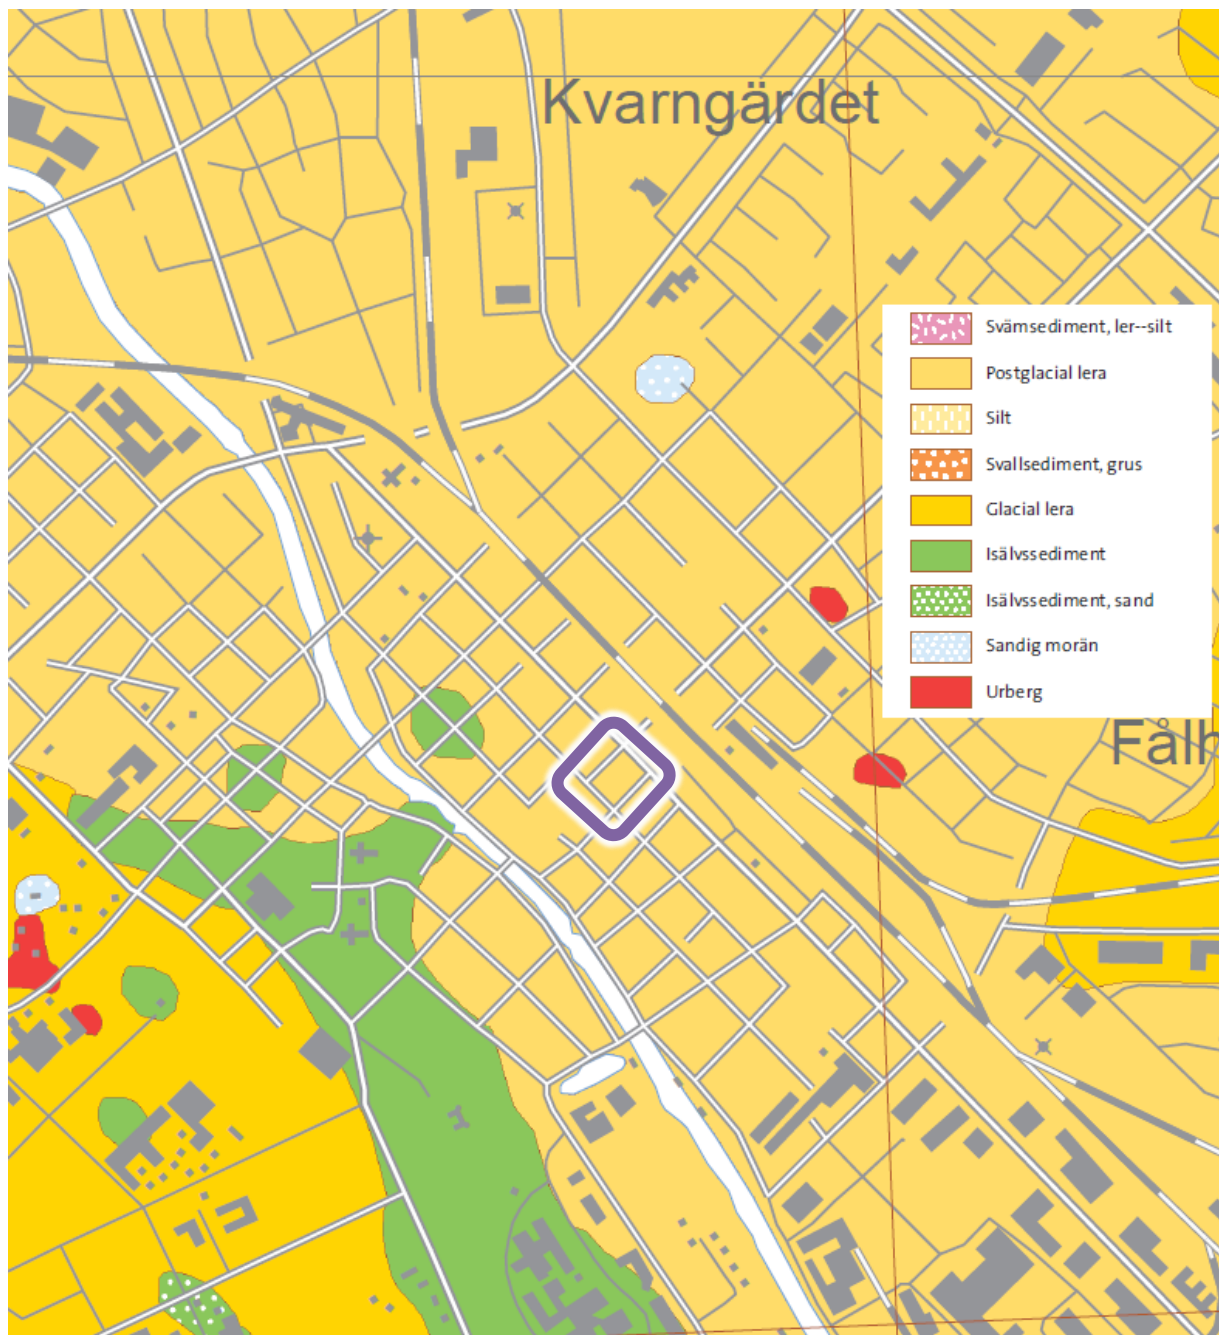 Kvarngärdet
Svämsediment, ler--silt
Postglacial lera
Silt
Svallsediment, grus
Glacial lera
Isälvssediment
Isälvssediment, sand
Sandig morän
Urberg
Fålh